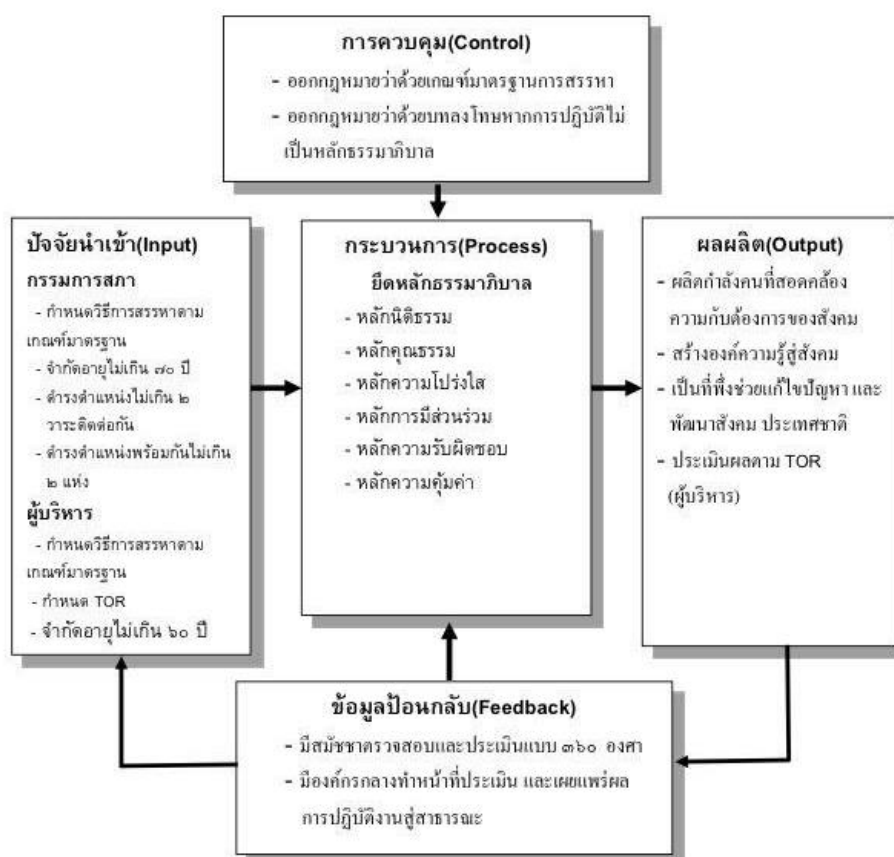 การควบคุม(Control)
- ออกกฎหมายว่าด้วยเกณฑ์มาตรฐานการสรรหา
- ออกกฎหมายว่าด้วยบทลงโทษหากการปฏิบัติไม่
เป็นหลักธรรมาภิบาล
ปัจจัยนำเข้า(Input)
กรรมการสภา
- กำหนดวิธีการสรรหาตาม
เกณฑ์มาตรฐาน
- จำกัดอายุไม่เกิน ๗๐ ปี
- ดำรงตำแหน่งไม่เกิน ๒
วาระติดต่อกัน
- ดำรงตำแหน่งพร้อมกันไม่เกิน
๒ แห่ง
ผู้บริหาร
- กำหนดวิธีการสรรหาตาม
เกณฑ์มาตรฐาน
- กำหนด TOR
- จำกัดอายุไม่เกิน ๖๐ ปี
กระบวนการ(Process)
ยึดหลักธรรมาภิบาล
- หลักนิติธรรม
- หลักคุณธรรม
- หลักความโปร่งใส
- หลักการมีส่วนร่วม
- หลักความรับผิดชอบ
- หลักความคุ้มค่า
ผลผลิต(Output)
- ผลิตกำลังคนที่สอดคล้อง
ความกับต้องการของสังคม
- สร้างองค์ความรู้สู่สังคม
- เป็นที่พึ่งช่วยแก้ไขปัญหา และ
พัฒนาสังคม ประเทศชาติ
- ประเมินผลตาม TOR
(ผู้บริหาร)
ข้อมูลป้อนกลับ(Feedback)
- มีสมัชชาตรวจสอบและประเมินแบบ ๓๖๐ องศา
- มีองค์กรกลางทำหน้าที่ประเมิน และเผยแพร่ผล
การปฏิบัติงานสู่สาธารณะ